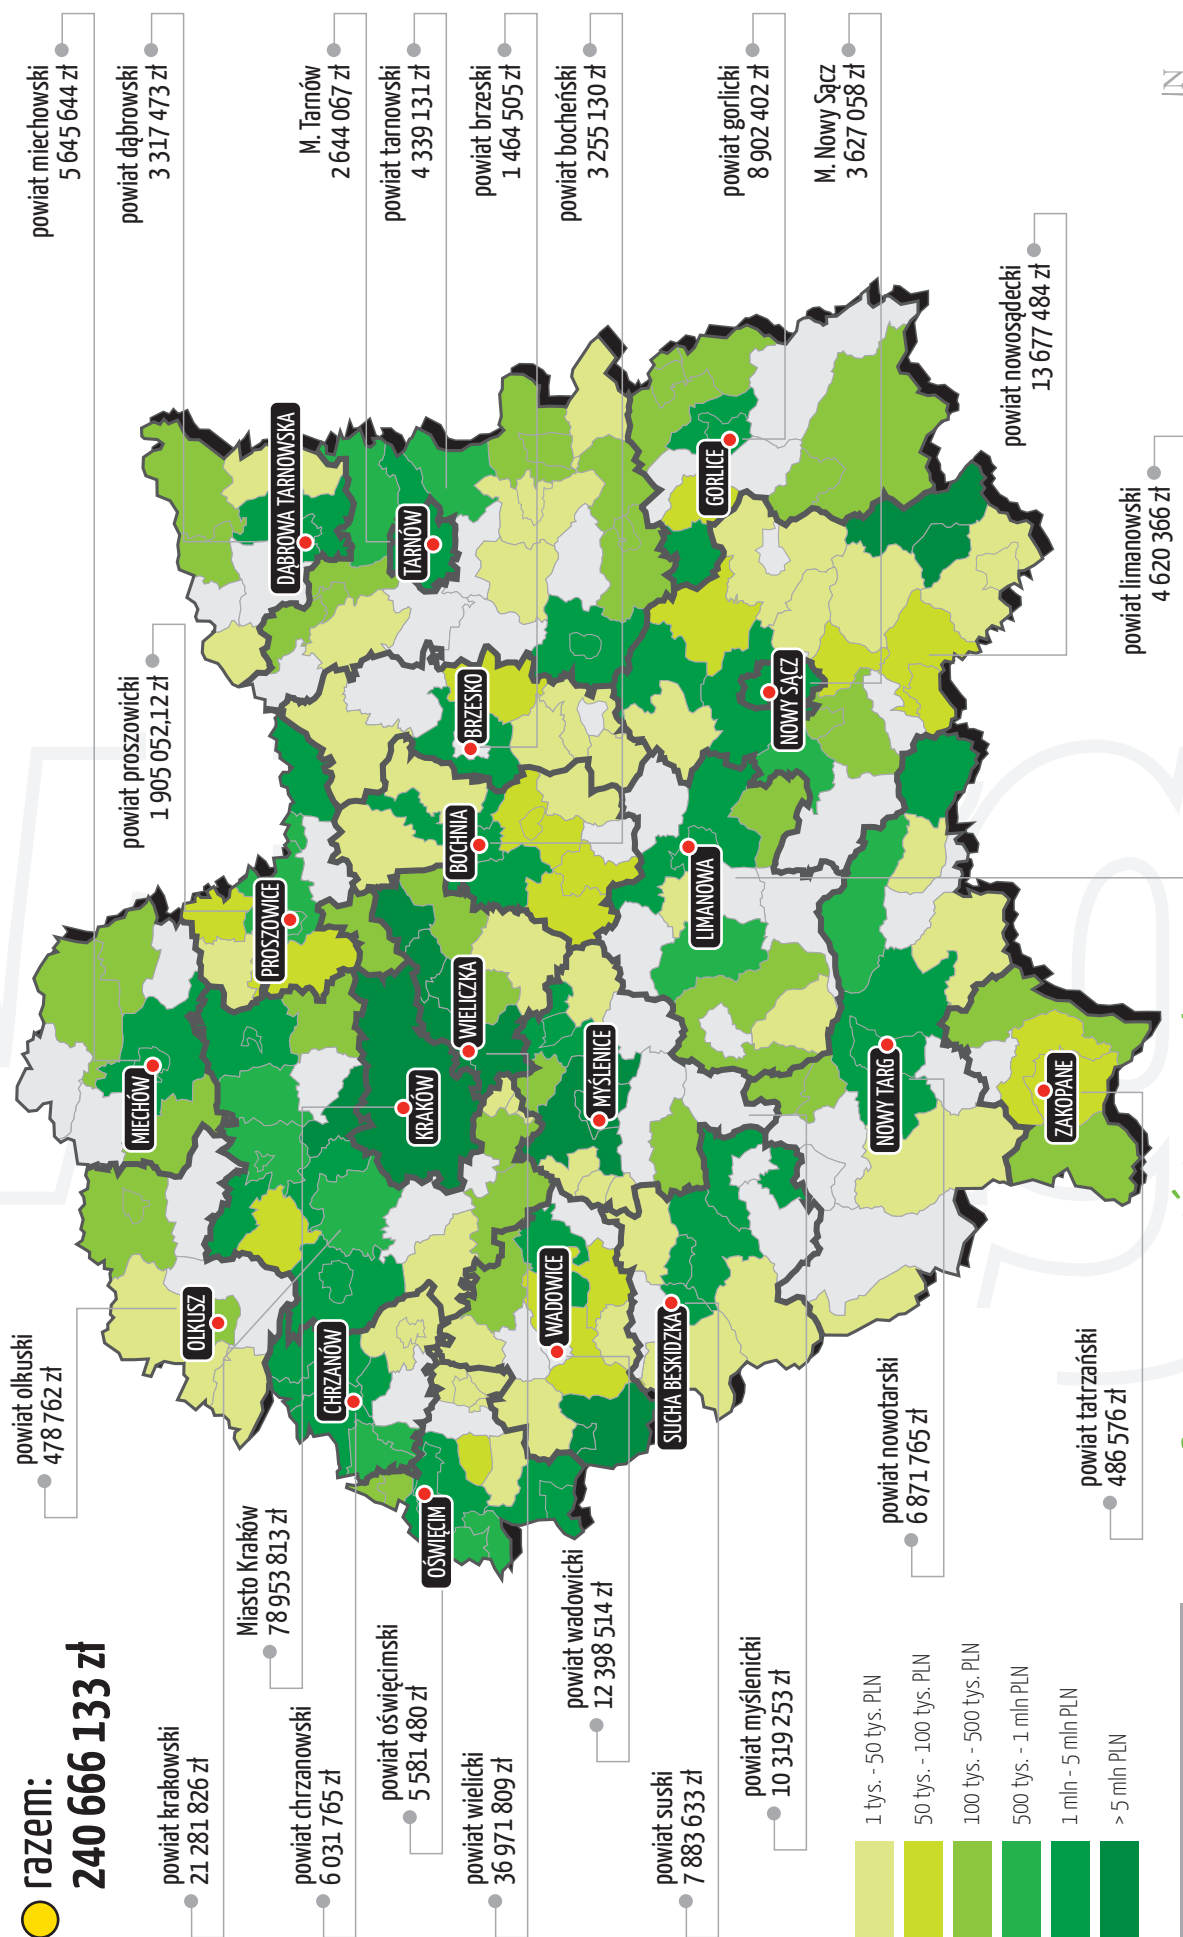 razem:
240 666 133 zł
powiat krakowski
21 281 826 zł
powiat chrzanowski
6 031 765 zł
powiat oświęcimski
5 581 480 zł
powiat wielicki
36 971 809 zł
powiat suski
7 883 633 zł
Miasto Kraków
78 953 813 zł
powiat wadowicki
12 398 514 zł
powiat myślenicki
10 319 253 zł
powiat olkuski
478 762 zł
powiat nowotarski
6 871 765 zł
powiat tatrzański
486 576 zł
powiat proszowicki
1 905 052,12 zł
powiat miechowski
5 645 644 zł
powiat dąbrowski
3 317 473 zł
M. Tarnów
2 644 067 zł
powiat tarnowski
4 339 131 zł
powiat brzeski
1 464 505 zł
powiat bocheński
3 255 130 zł
powiat gorlicki
8 902 402 zł
M. Nowy Sącz
3 627 058 zł
powiat nowosądecki
13 677 484 zł
powiat limanowski
4 620 366 zł
OLKUSZ
MIECHÓW
PROSZOWICE
DĄBROWA TARNOWSKA
CHRZANÓW
KRAKÓW
TARNÓW
OŚWIĘCIM
WIELICZKA
BOCHNIA
BRZESKO
WADOWICE
MYŚLENICE
SUCHA BESKIDZKA
LIMANOWA
NOWY SĄCZ
GORLICE
NOWY TARG
ZAKOPANE
1 tys. - 50 tys. PLN
50 tys. - 100 tys. PLN
100 tys. - 500 tys. PLN
500 tys. - 1 mln PLN
1 mln - 5 mln PLN
> 5 mln PLN